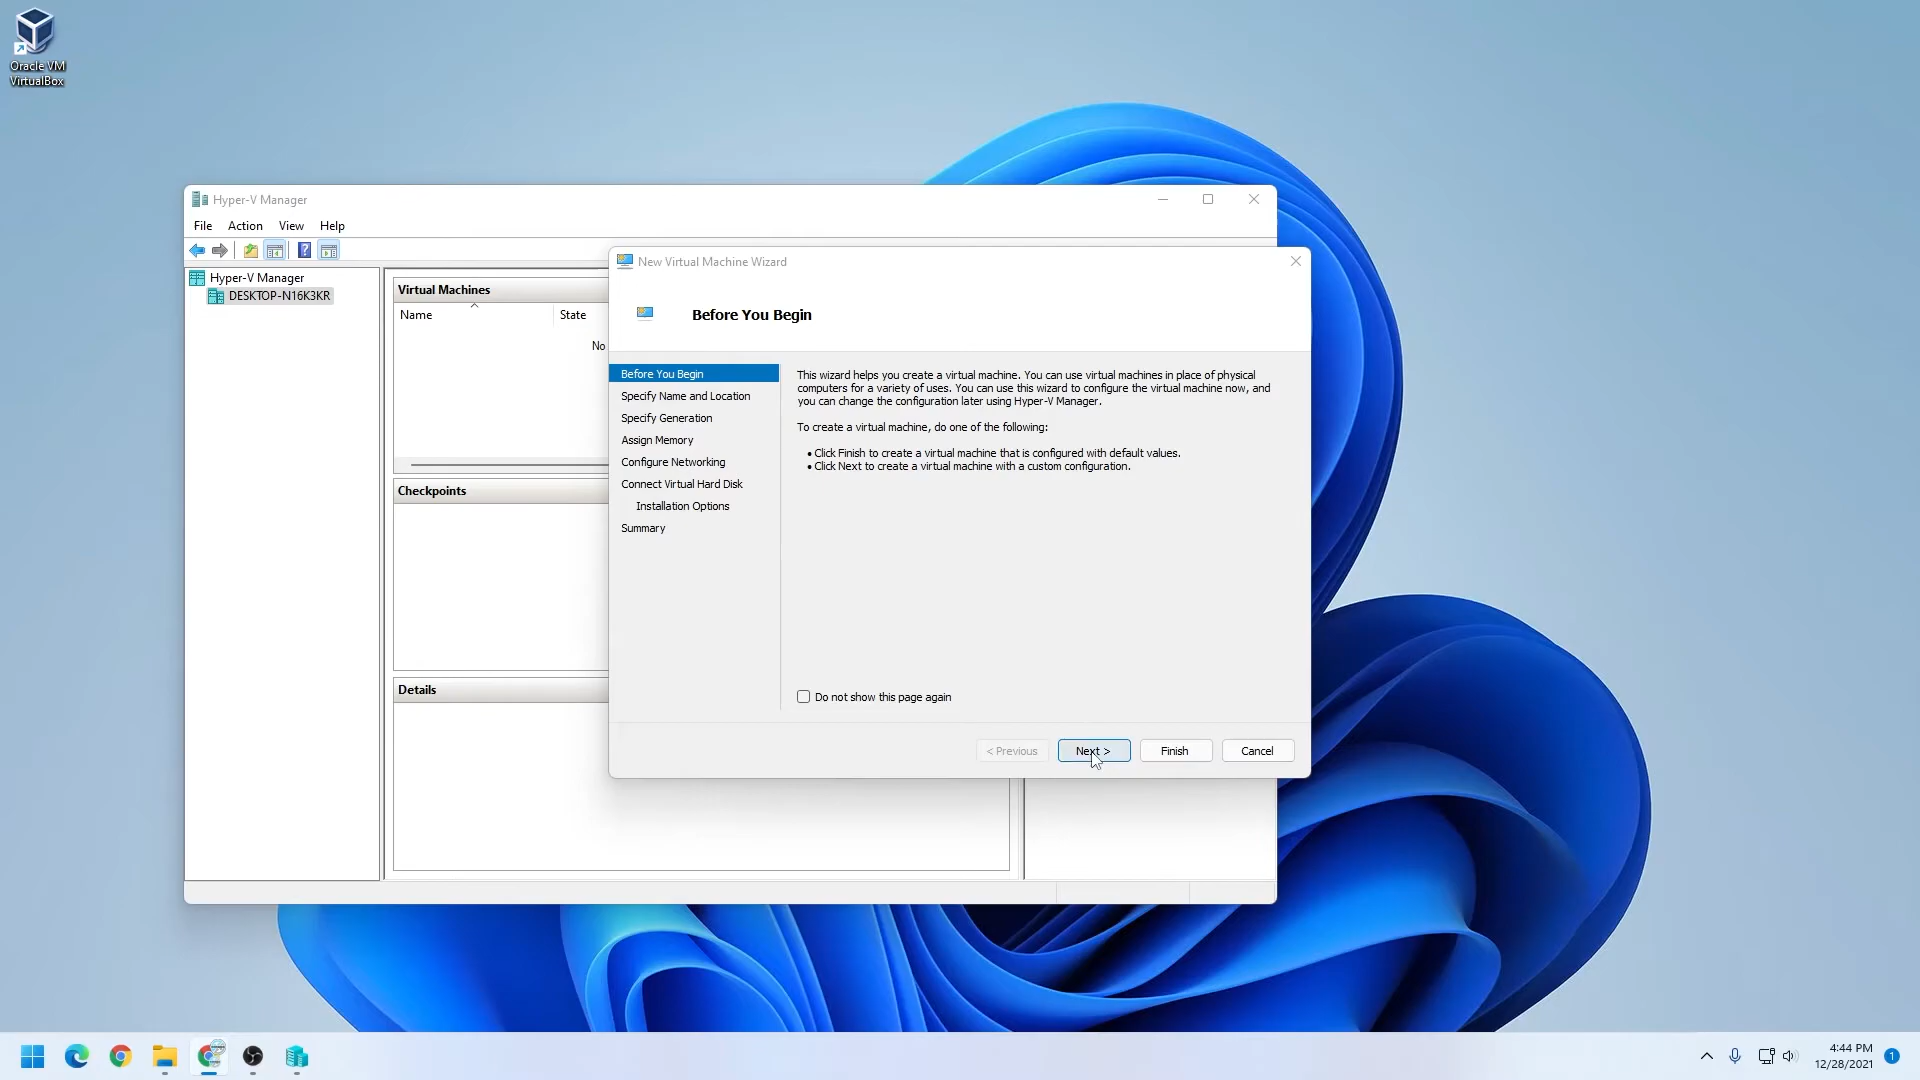 Oracle VM
VirtualBox
Hyper-V Manager
File Action View Help
Hyper-V Manager
DESKTOP-N16K3KR
Virtual Machines
Name State
No
Checkpoints
Details
New Virtual Machine Wizard
Before You Begin
Before You Begin
Specify Name and Location
Specify Generation
Assign Memory
Configure Networking
Connect Virtual Hard Disk
Installation Options
Summary
This wizard helps you create a virtual machine. You can use virtual machines in place of physical
computers for a variety of uses. You can use this wizard to configure the virtual machine now, and
you can change the configuration later using Hyper-V Manager.
To create a virtual machine, do one of the following:
• Click Finish to create a virtual machine that is configured with default values.
• Click Next to create a virtual machine with a custom configuration.
Do not show this page again
< Previous Next > Finish Cancel
4:44 PM
12/28/2021
1